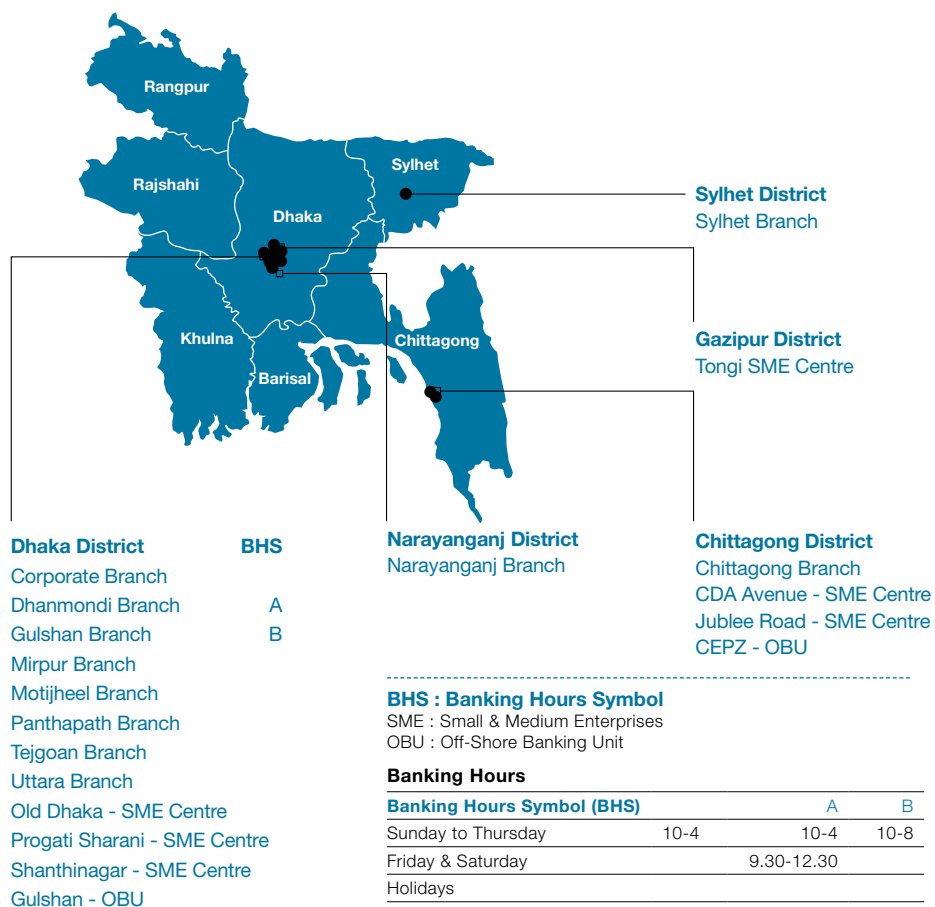 Rangpur
Sylhet
Rajshahi
Dhaka
Khulna
Chittagong
Barisal
Sylhet District
Sylhet Branch
Gazipur District
Tongi SME Centre
Dhaka District BHS
Corporate Branch
Dhanmondi Branch A
Gulshan Branch B
Mirpur Branch
Motijheel Branch
Panthapath Branch
Tejgoan Branch
Uttara Branch
Old Dhaka - SME Centre
Progati Sharani - SME Centre
Shanthinagar - SME Centre
Gulshan - OBU
Narayanganj District
Narayanganj Branch
Chittagong District
Chittagong Branch
CDA Avenue - SME Centre
Jublee Road - SME Centre
CEPZ - OBU
BHS : Banking Hours Symbol
SME : Small & Medium Enterprises
OBU : Off-Shore Banking Unit
Banking Hours
Banking Hours Symbol (BHS) A B
Sunday to Thursday 10-4 10-4 10-8
Friday & Saturday 9.30-12.30
Holidays